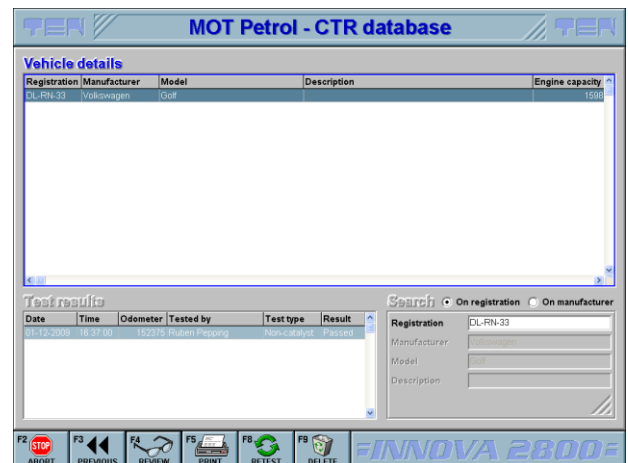 TEN MOT Petrol - CTR database TEN
Vehicle details
Registration Manufacturer Model Description Engine capacity
DL-RN-33 Volkswagen Golf 1598
Test results
Search On registration On manufacturer
Date Time Odometer Tested by Test type Result
01-12-2009 16:37:00 152375 Ruben Pepping Non-catalyst Passed
Registration DL-RN-33
Manufacturer Volkswagen
Model Golf
Description
F2 STOP F3 F4 F5 F8 F9 INNOVA 2800
ABORT PREVIOUS REVIEW PRINT RETEST DELETE